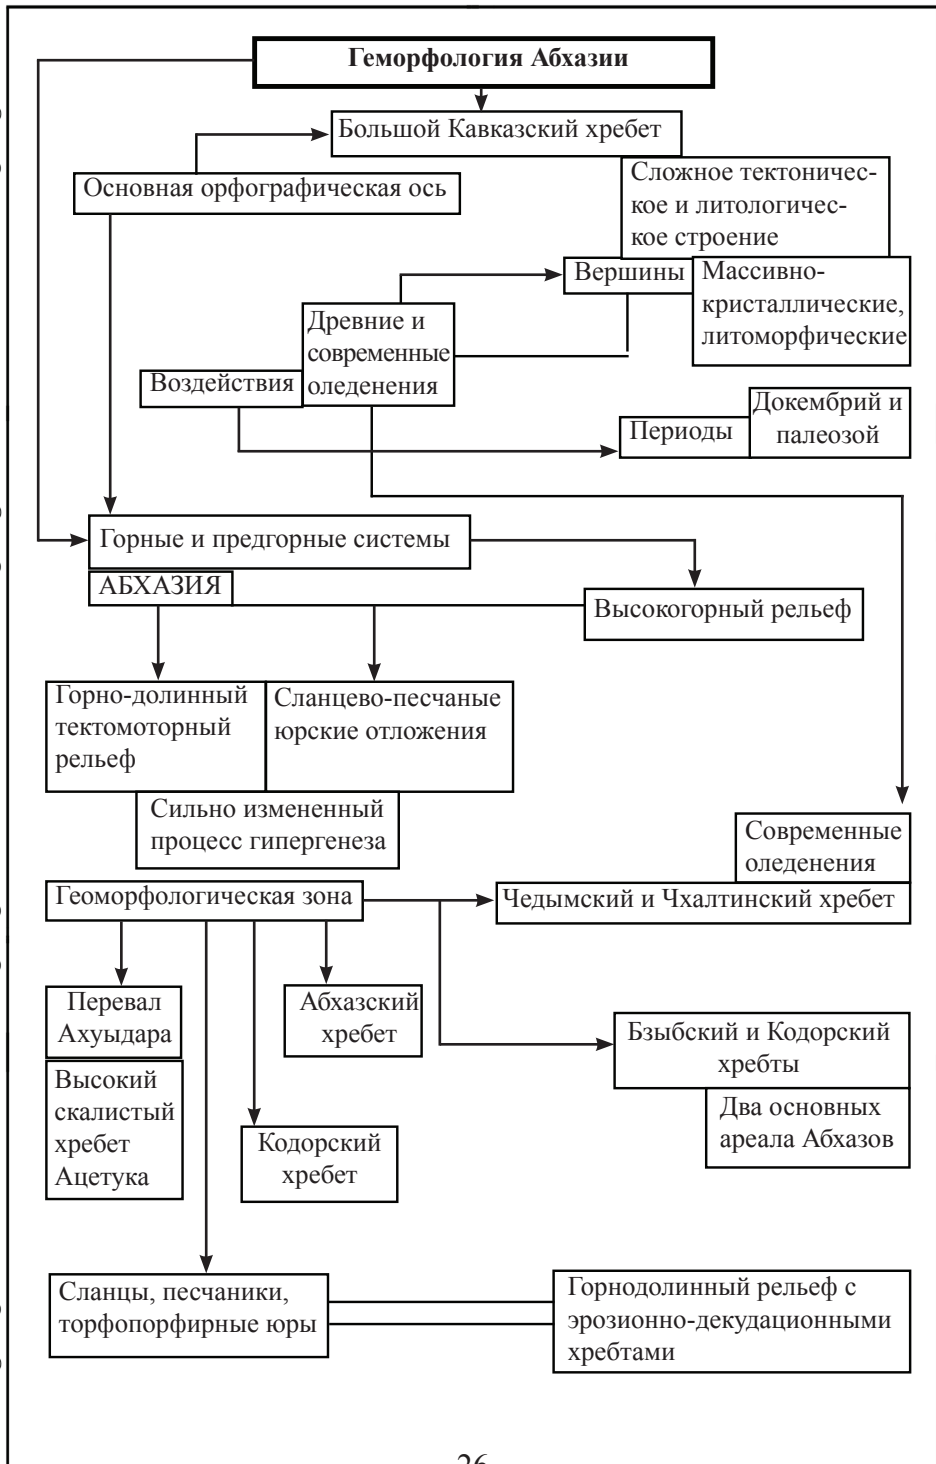 Геморфология Абхазии
Большой Кавказский хребет
Основная орфографическая ось
Сложное тектоничес-
кое и литологичес-
кое строение
Вершины
Массивно-
кристаллические,
литоморфические
Древние и
современные
оледенения
Воздействия
Периоды
Докембрий и
палеозой
Горные и предгорные системы
АБХАЗИЯ
Высокогорный рельеф
Горно-долинный
тектомоторный
рельеф
Сланцево-песчаные
юрские отложения
Сильно измененный
процесс гипергенеза
Современные
оледенения
Геоморфологическая зона
Чедымский и Чхалтинский хребет
Перевал
Ахуыдара
Абхазский
хребет
Бзыбский и Кодорский
хребты
Высокий
скалистый
хребет
Ацетука
Два основных
ареала Абхазов
Кодорский
хребет
Сланцы, песчаники,
торфопорфирные юры
Горнодолинный рельеф с
эрозионно-декудационными
хребтами
26